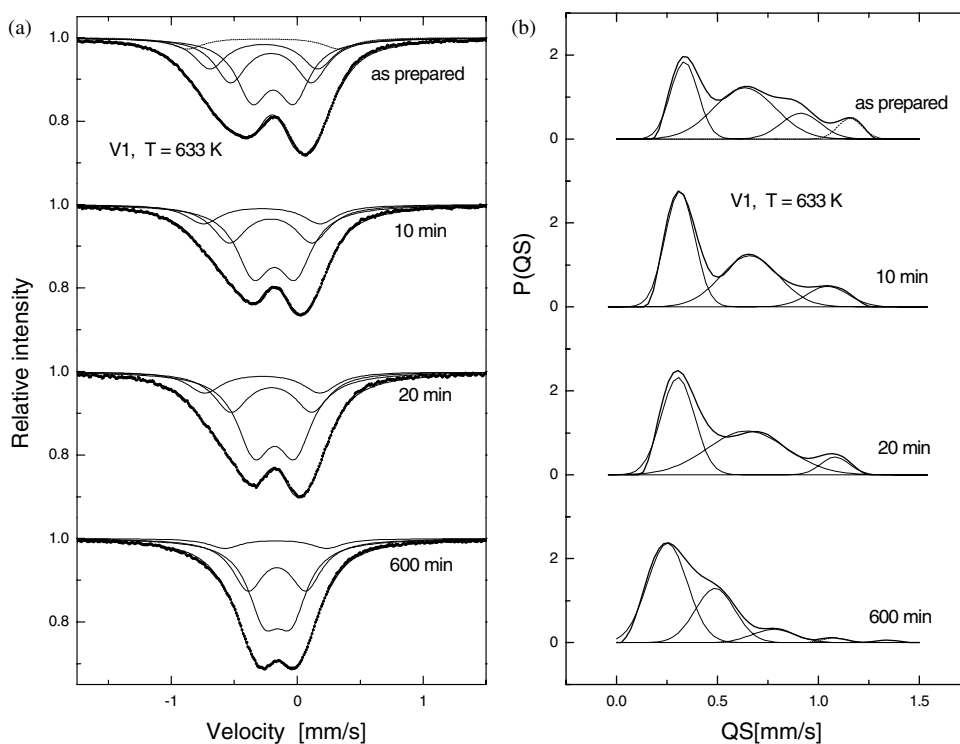 (a)
1.0
as prepared
0.8
V1, T = 633 K
1.0
10 min
0.8
1.0
20 min
0.8
1.0
600 min
0.8
-1
0
1
Relative intensity
Velocity [mm/s]
(b)
2
as prepared
0
V1, T = 633 K
2
10 min
0
2
20 min
0
2
600 min
0
0.0
0.5
1.0
1.5
P(QS)
QS[mm/s]